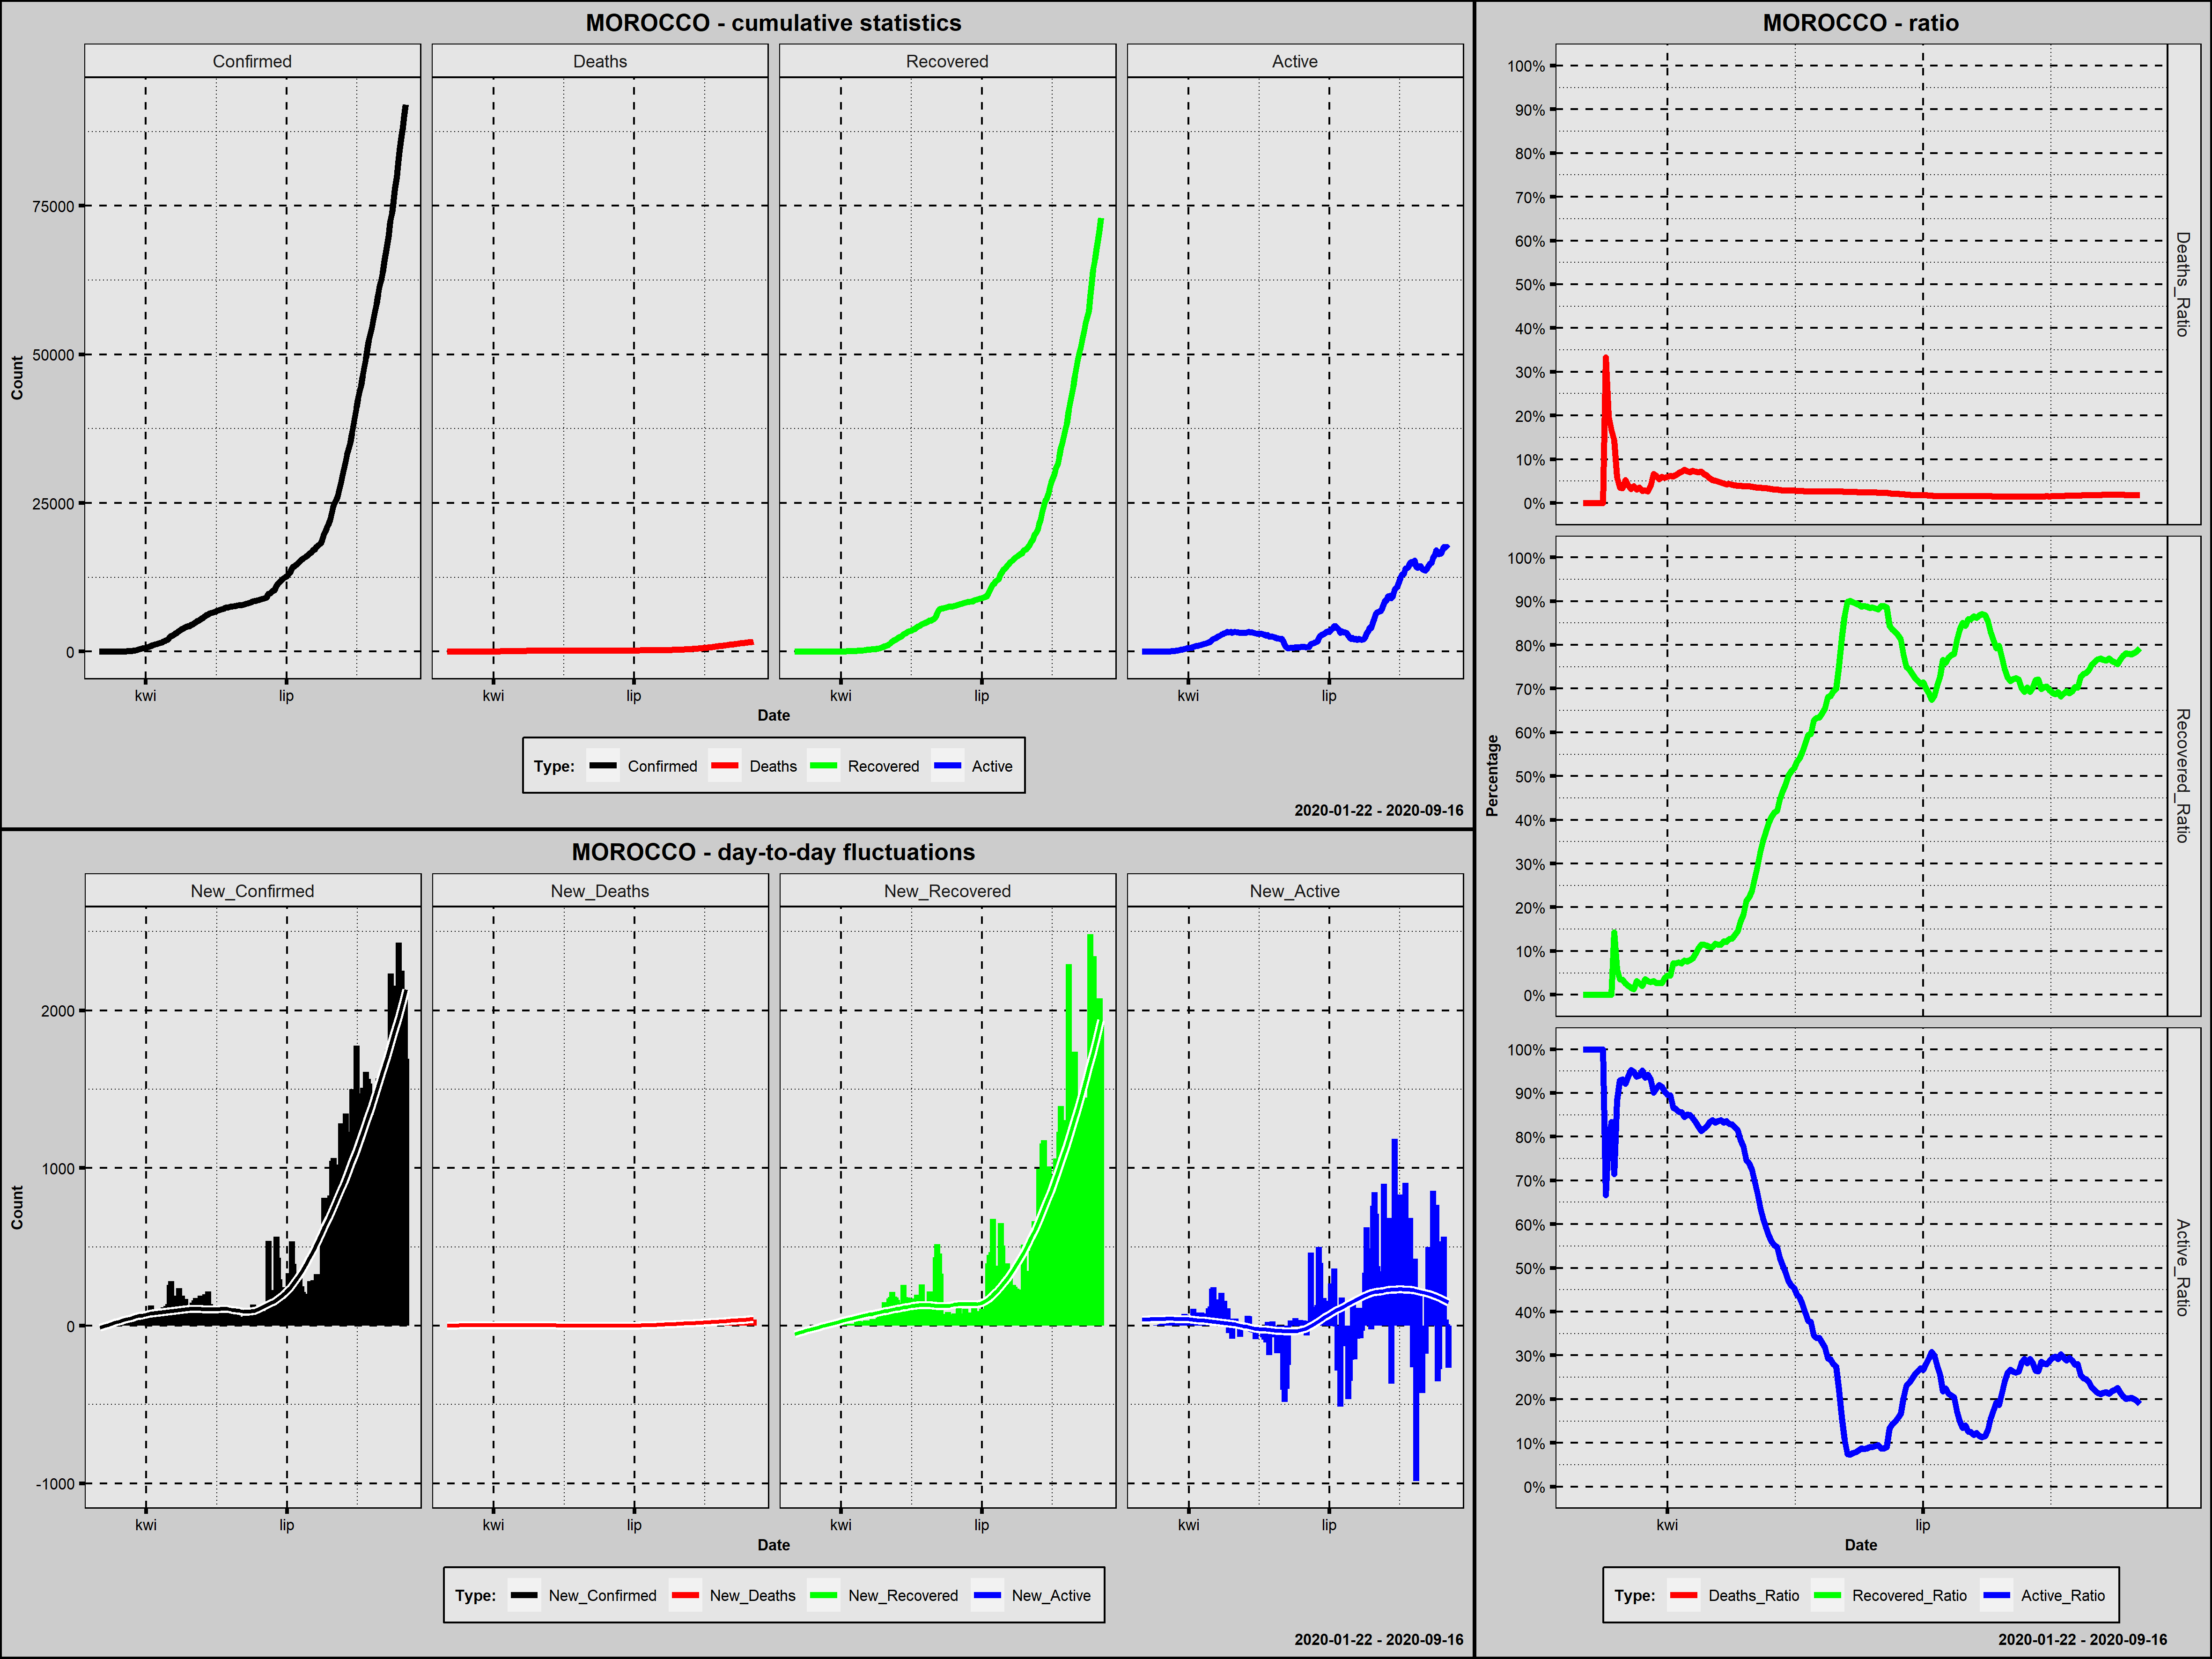 MOROCCO - cumulative statistics
Confirmed Deaths Recovered Active
Count
75000
50000
25000
0
kwi lip kwi lip kwi lip kwi lip
Date
Type: Confirmed Deaths Recovered Active
2020-01-22 - 2020-09-16
MOROCCO - day-to-day fluctuations
New_Confirmed New_Deaths New_Recovered New_Active
Count
2000
1000
0
-1000
kwi lip kwi lip kwi lip kwi lip
Date
Type: New_Confirmed New_Deaths New_Recovered New_Active
2020-01-22 - 2020-09-16
MOROCCO - ratio
Percentage
100%
90%
80%
70%
60%
50%
40%
30%
20%
10%
0%
Deaths_Ratio
100%
90%
80%
70%
60%
50%
40%
30%
20%
10%
0%
Recovered_Ratio
100%
90%
80%
70%
60%
50%
40%
30%
20%
10%
0%
Active_Ratio
kwi lip
Date
Type: Deaths_Ratio Recovered_Ratio Active_Ratio
2020-01-22 - 2020-09-16